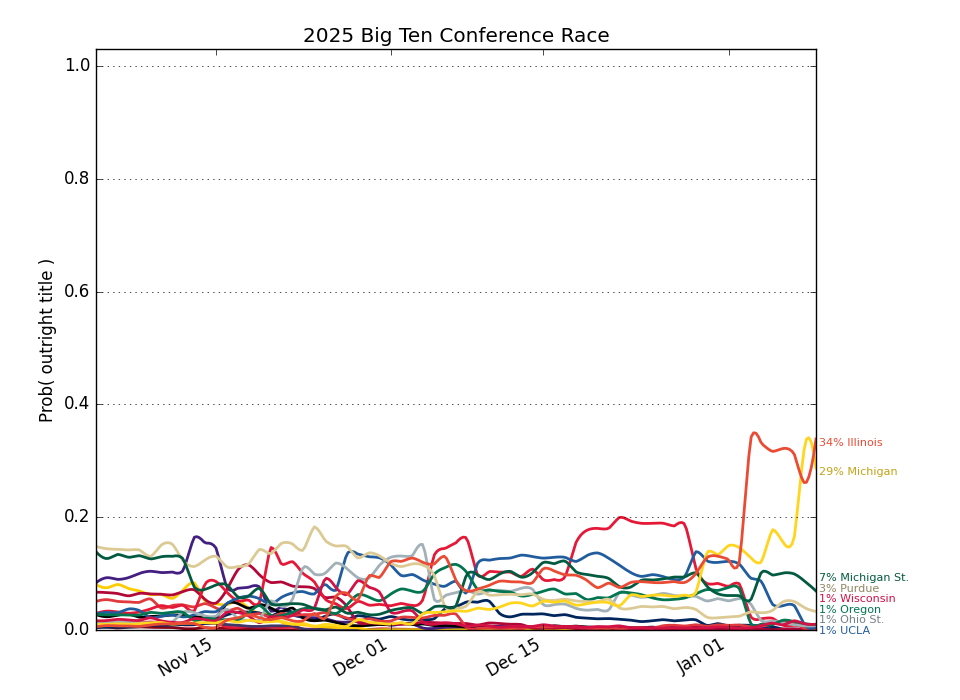 2025 Big Ten Conference Race
Prob( outright title )
1.0
0.8
0.6
0.4
0.2
0.0
Nov 15
Dec 01
Dec 15
Jan 01
34% Illinois
29% Michigan
7% Michigan St.
3% Purdue
1% Wisconsin
1% Oregon
1% Ohio St.
1% UCLA